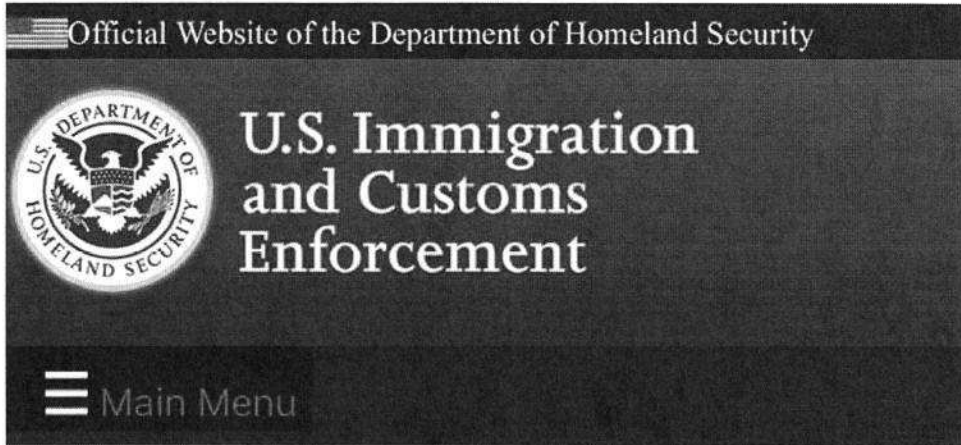 Official Website of the Department of Homeland Security
U.S. DEPARTMENT OF
HOMELAND SECURITY
U.S. Immigration
and Customs
Enforcement
Main Menu